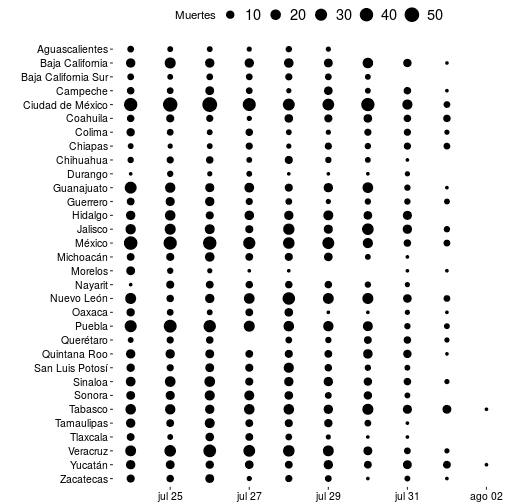 Muertes 10 20 30 40 50
Aguascalientes
Baja California
Baja California Sur
Campeche
Ciudad de México
Coahuila
Colima
Chiapas
Chihuahua
Durango
Guanajuato
Guerrero
Hidalgo
Jalisco
México
Michoacán
Morelos
Nayarit
Nuevo León
Oaxaca
Puebla
Querétaro
Quintana Roo
San Luis Potosí
Sinaloa
Sonora
Tabasco
Tamaulipas
Tlaxcala
Veracruz
Yucatán
Zacatecas
jul 25 jul 27 jul 29 jul 31 ago 02